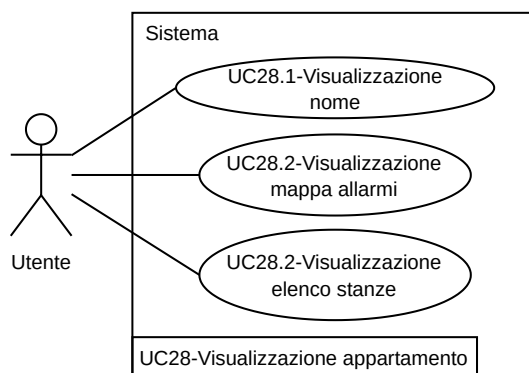 Sistema
UC28.1-Visualizzazione
nome
UC28.2-Visualizzazione
mappa allarmi
Utente
UC28.2-Visualizzazione
elenco stanze
UC28-Visualizzazione appartamento